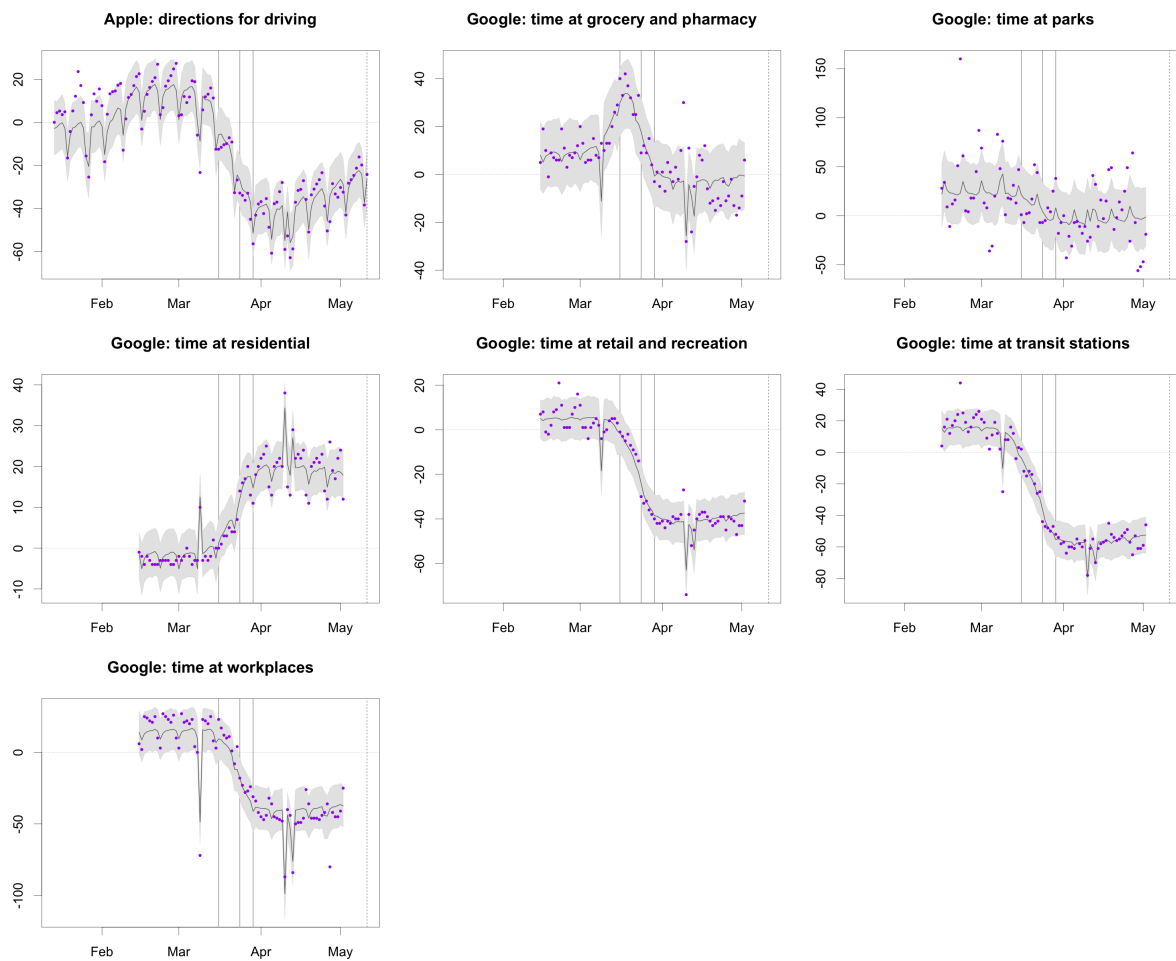 Apple: directions for driving
20
0
-20
-40
-60
Feb Mar Apr May
Google: time at grocery and pharmacy
40
20
0
-20
-40
Feb Mar Apr May
Google: time at parks
150
100
50
0
-50
Feb Mar Apr May
Google: time at residential
40
30
20
10
0
-10
Feb Mar Apr May
Google: time at retail and recreation
20
0
-20
-40
-60
Feb Mar Apr May
Google: time at transit stations
40
20
0
-20
-40
-60
-80
Feb Mar Apr May
Google: time at workplaces
0
-50
-100
Feb Mar Apr May